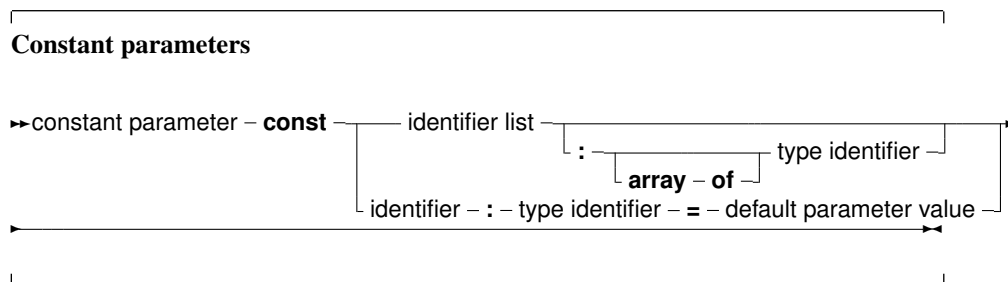 Constant parameters
constant parameter – const – identifier list
: – type identifier
array – of
identifier – : – type identifier – = – default parameter value